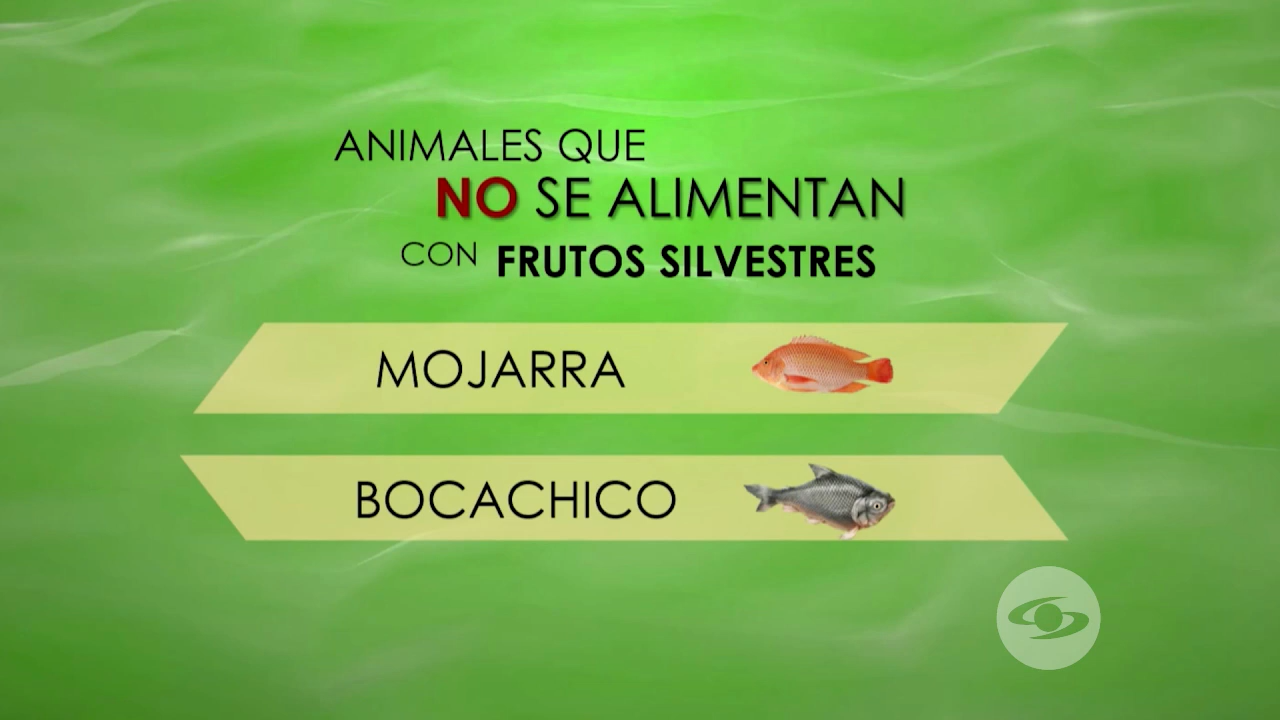 ANIMALES QUE
NO SE ALIMENTAN
CON FRUTOS SILVESTRES
MOJARRA
BOCACHICO